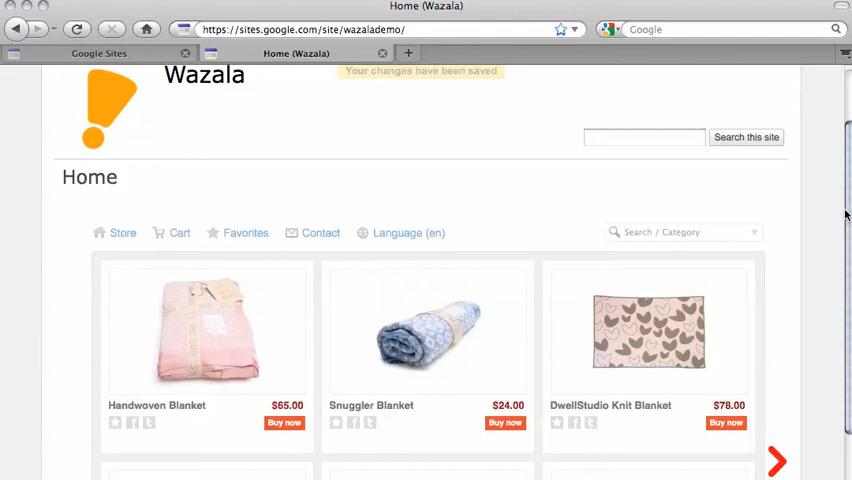 Home (Wazala)
https://sites.google.com/site/wazalademo/
Google
Google Sites
Home (Wazala)
Wazala
Your changes have been saved
Search this site
Home
Store
Cart
Favorites
Contact
Language (en)
Search / Category
Handwoven Blanket $65.00
Snuggler Blanket $24.00
DwellStudio Knit Blanket $78.00
Buy now
Buy now
Buy now